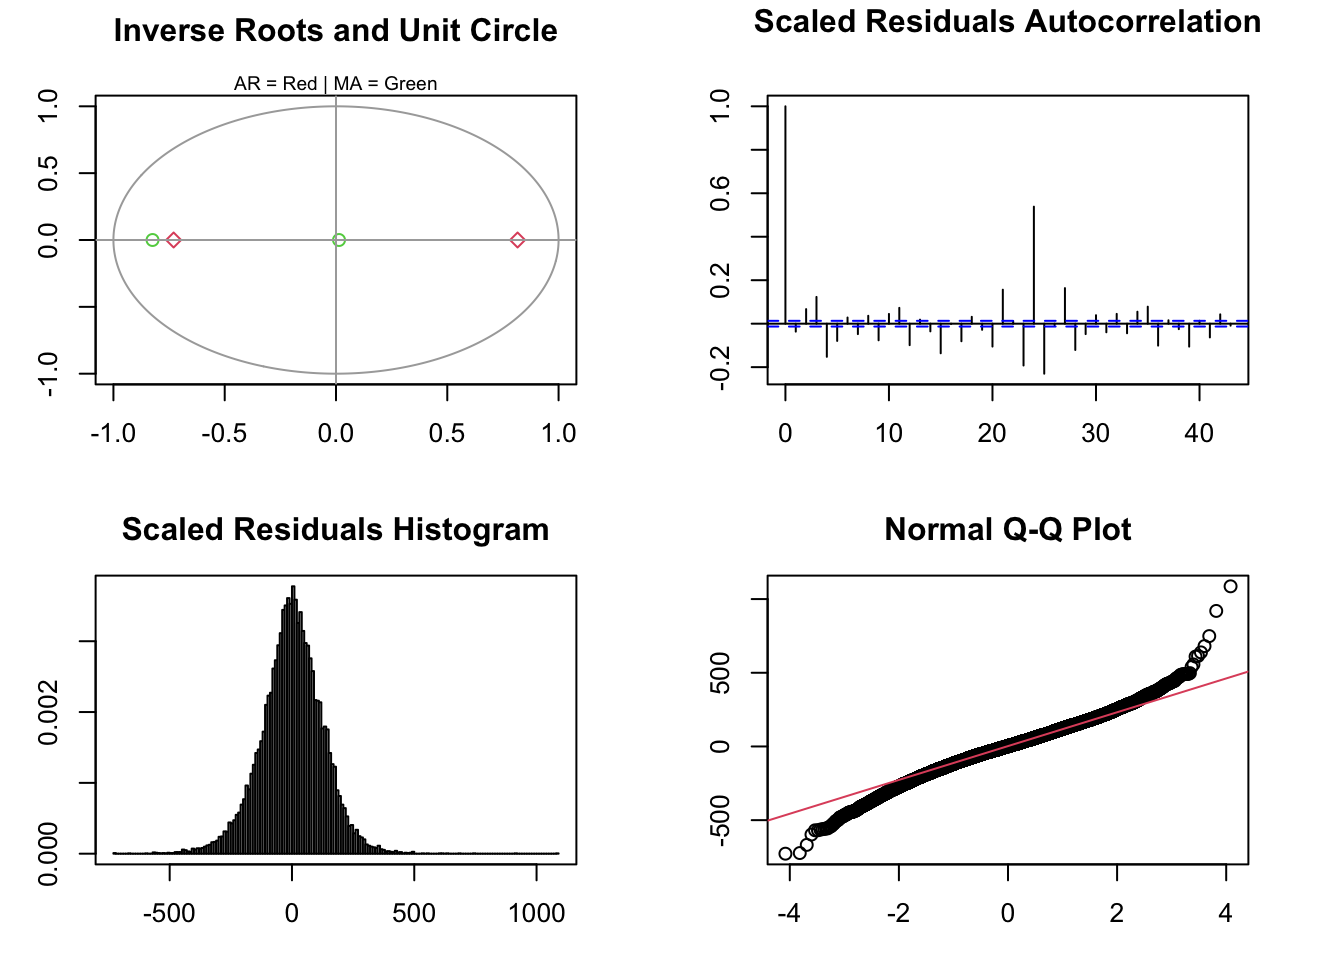 Inverse Roots and Unit Circle
AR = Red | MA = Green
1.0
0.5
0.0
-1.0
-1.0 -0.5 0.0 0.5 1.0
Scaled Residuals Autocorrelation
1.0
0.6
0.2
-0.2
0 10 20 30 40
Scaled Residuals Histogram
0.002
0.000
-500 0 500 1000
Normal Q-Q Plot
500
0
-500
-4 -2 0 2 4